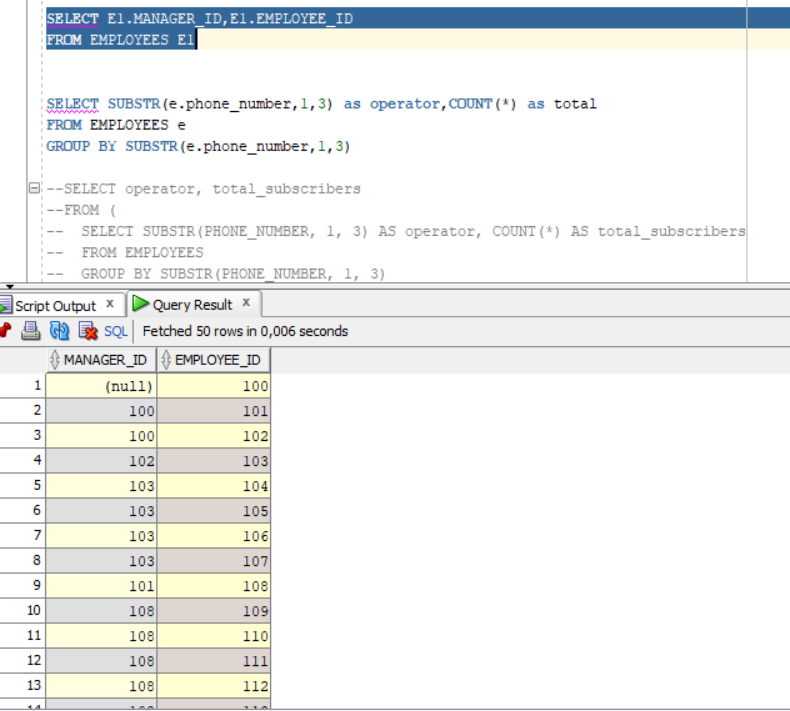 SELECT E1.MANAGER_ID,E1.EMPLOYEE_ID
FROM EMPLOYEES E1
SELECT SUBSTR(e.phone_number,1,3) as operator,COUNT(*) as total
FROM EMPLOYEES e
GROUP BY SUBSTR(e.phone_number,1,3)
--SELECT operator, total_subscribers
--FROM (
--  SELECT SUBSTR(PHONE_NUMBER, 1, 3) AS operator, COUNT(*) AS total_subscribers
--  FROM EMPLOYEES
--  GROUP BY SUBSTR(PHONE_NUMBER, 1, 3)
Script Output x Query Result x
SQL Fetched 50 rows in 0,006 seconds
MANAGER_ID EMPLOYEE_ID
1 (null) 100
2 100 101
3 100 102
4 102 103
5 103 104
6 103 105
7 103 106
8 103 107
9 101 108
10 108 109
11 108 110
12 108 111
13 108 112